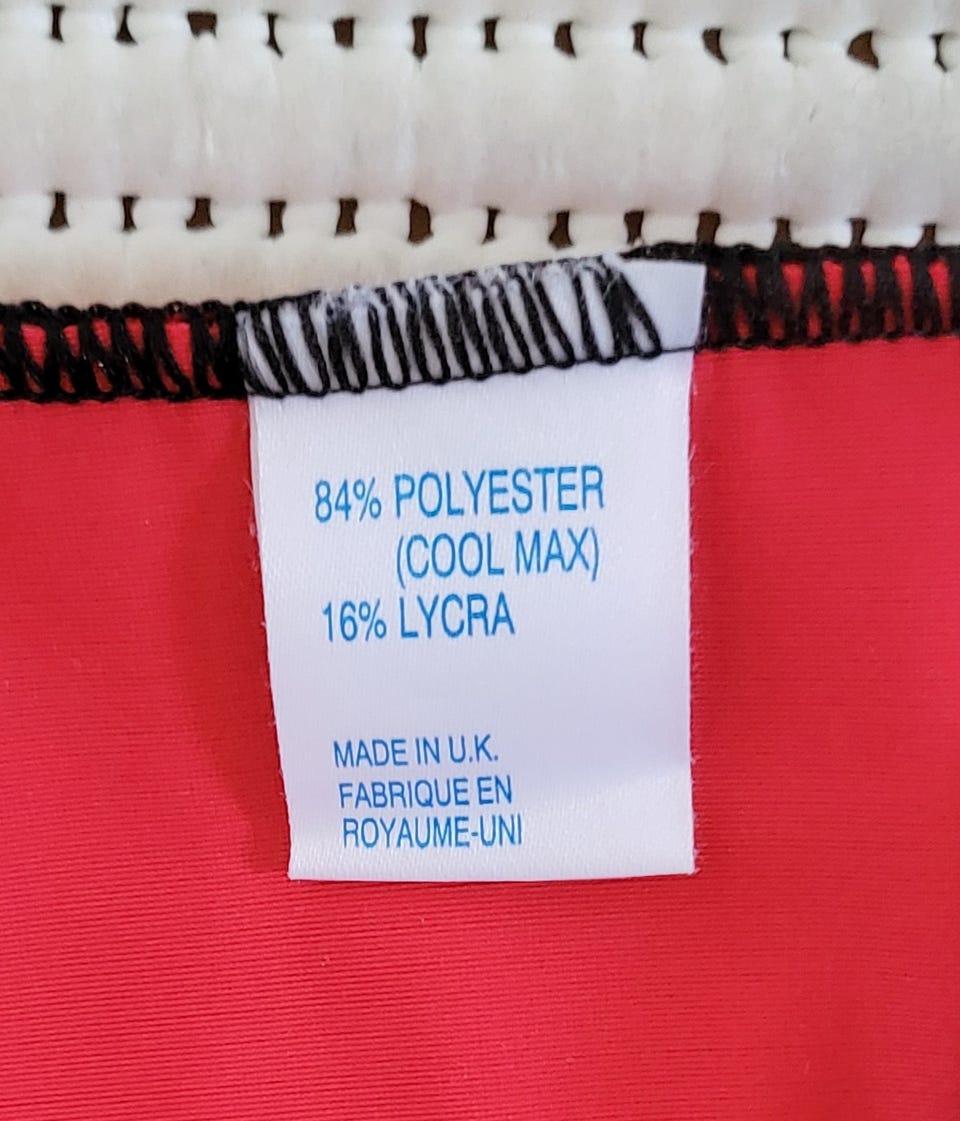 84% POLYESTER
(COOL MAX)
16% LYCRA
MADE IN U.K.
FABRIQUE EN
ROYAUME-UNI